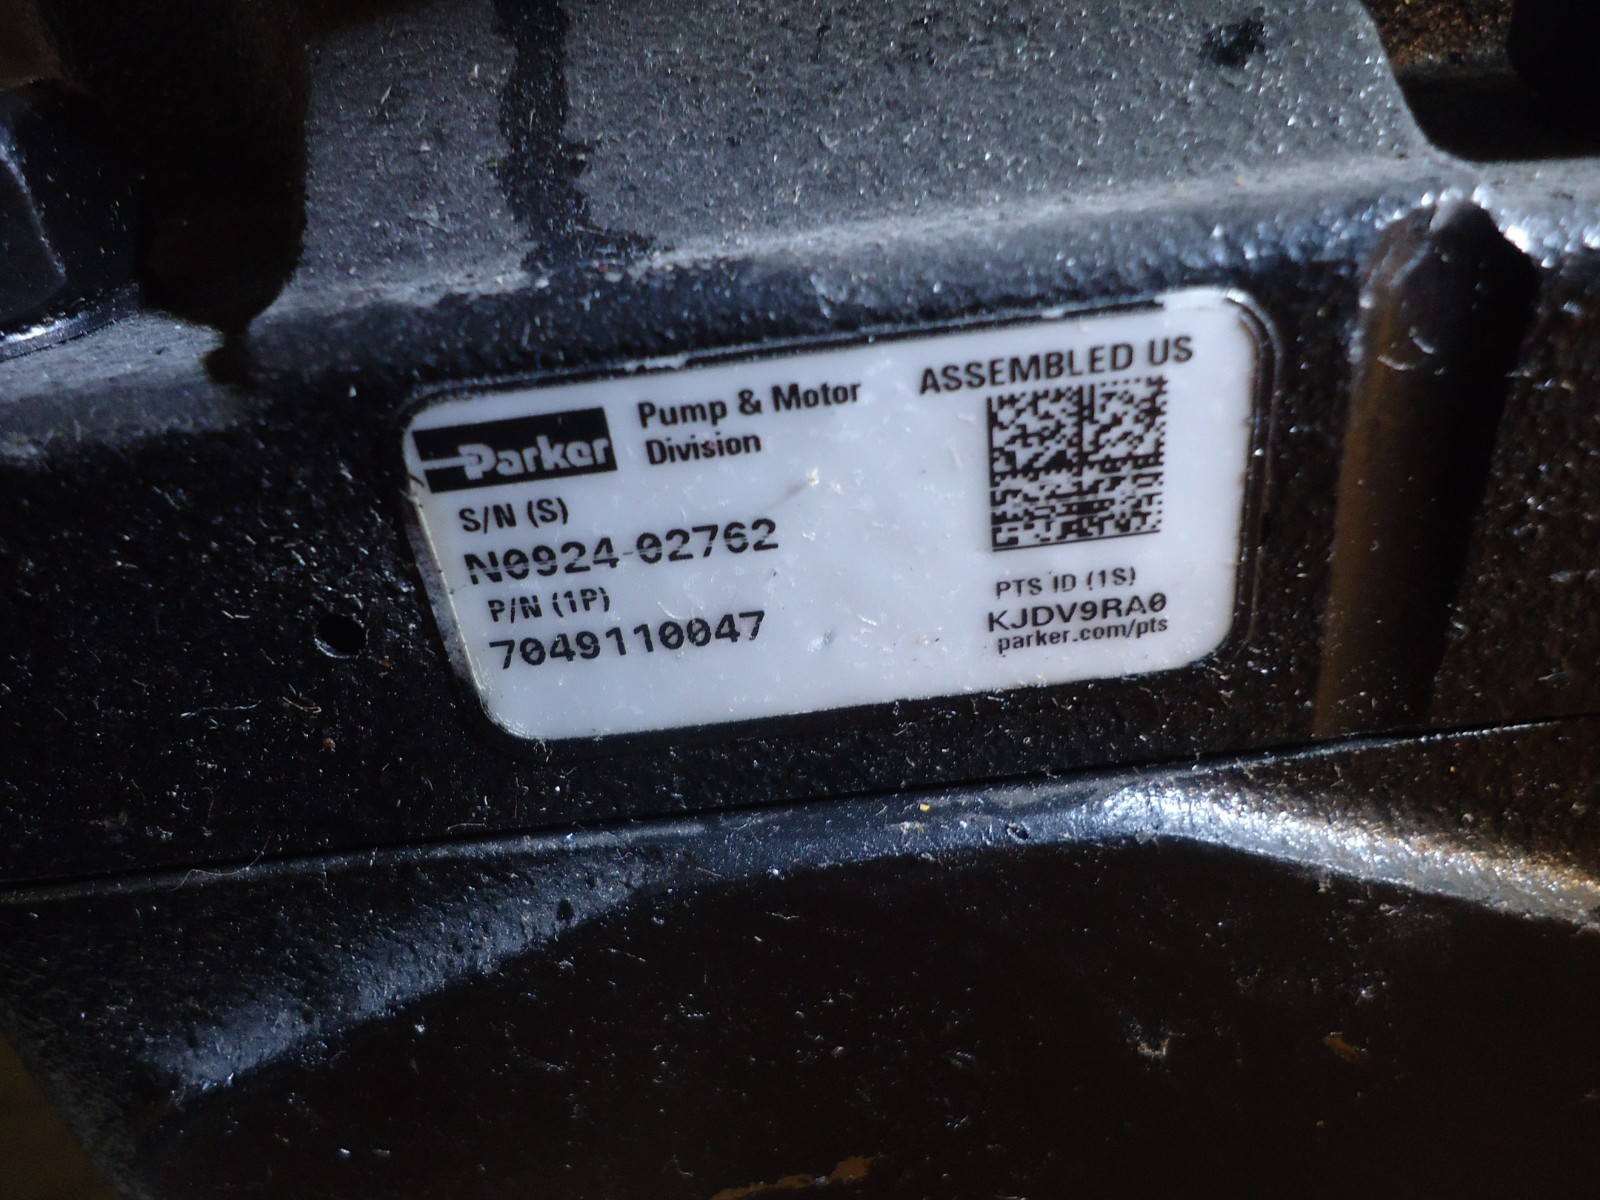 Parker
Pump & Motor
Division
ASSEMBLED US
S/N (S)
N0924-02762
P/N (1P)
7049110047
PTS ID (1S)
KJDV9RA0
parker.com/pts